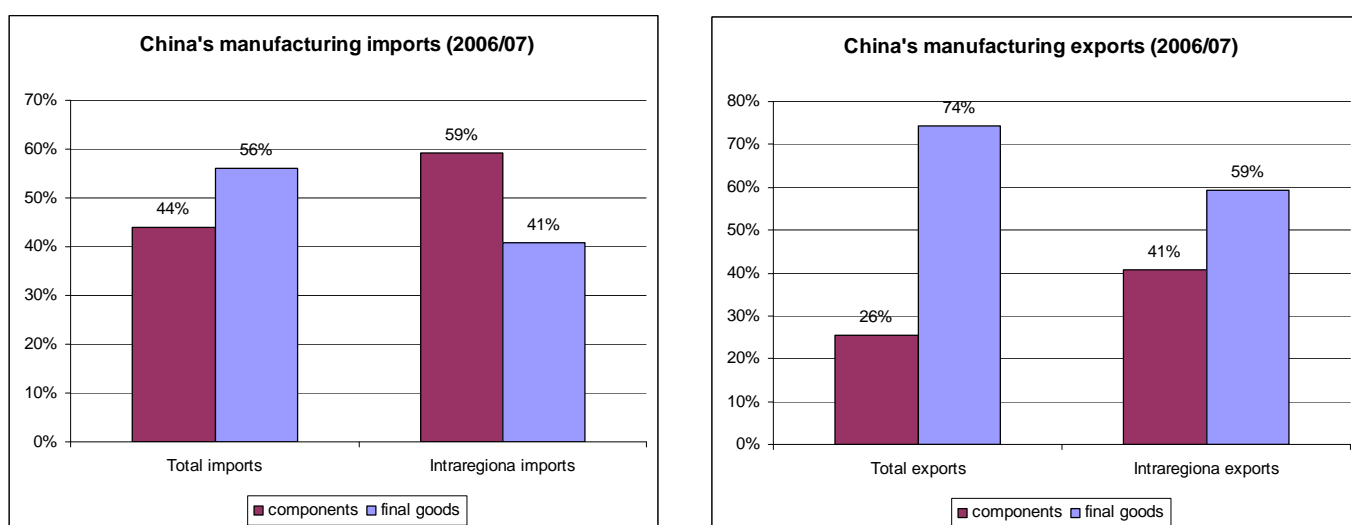 China's manufacturing imports (2006/07)
70%
60%
50%
40%
30%
20%
10%
0%
44%
56%
59%
41%
Total imports
Intraregiona imports
components
final goods
China's manufacturing exports (2006/07)
80%
70%
60%
50%
40%
30%
20%
10%
0%
26%
74%
41%
59%
Total exports
Intraregiona exports
components
final goods